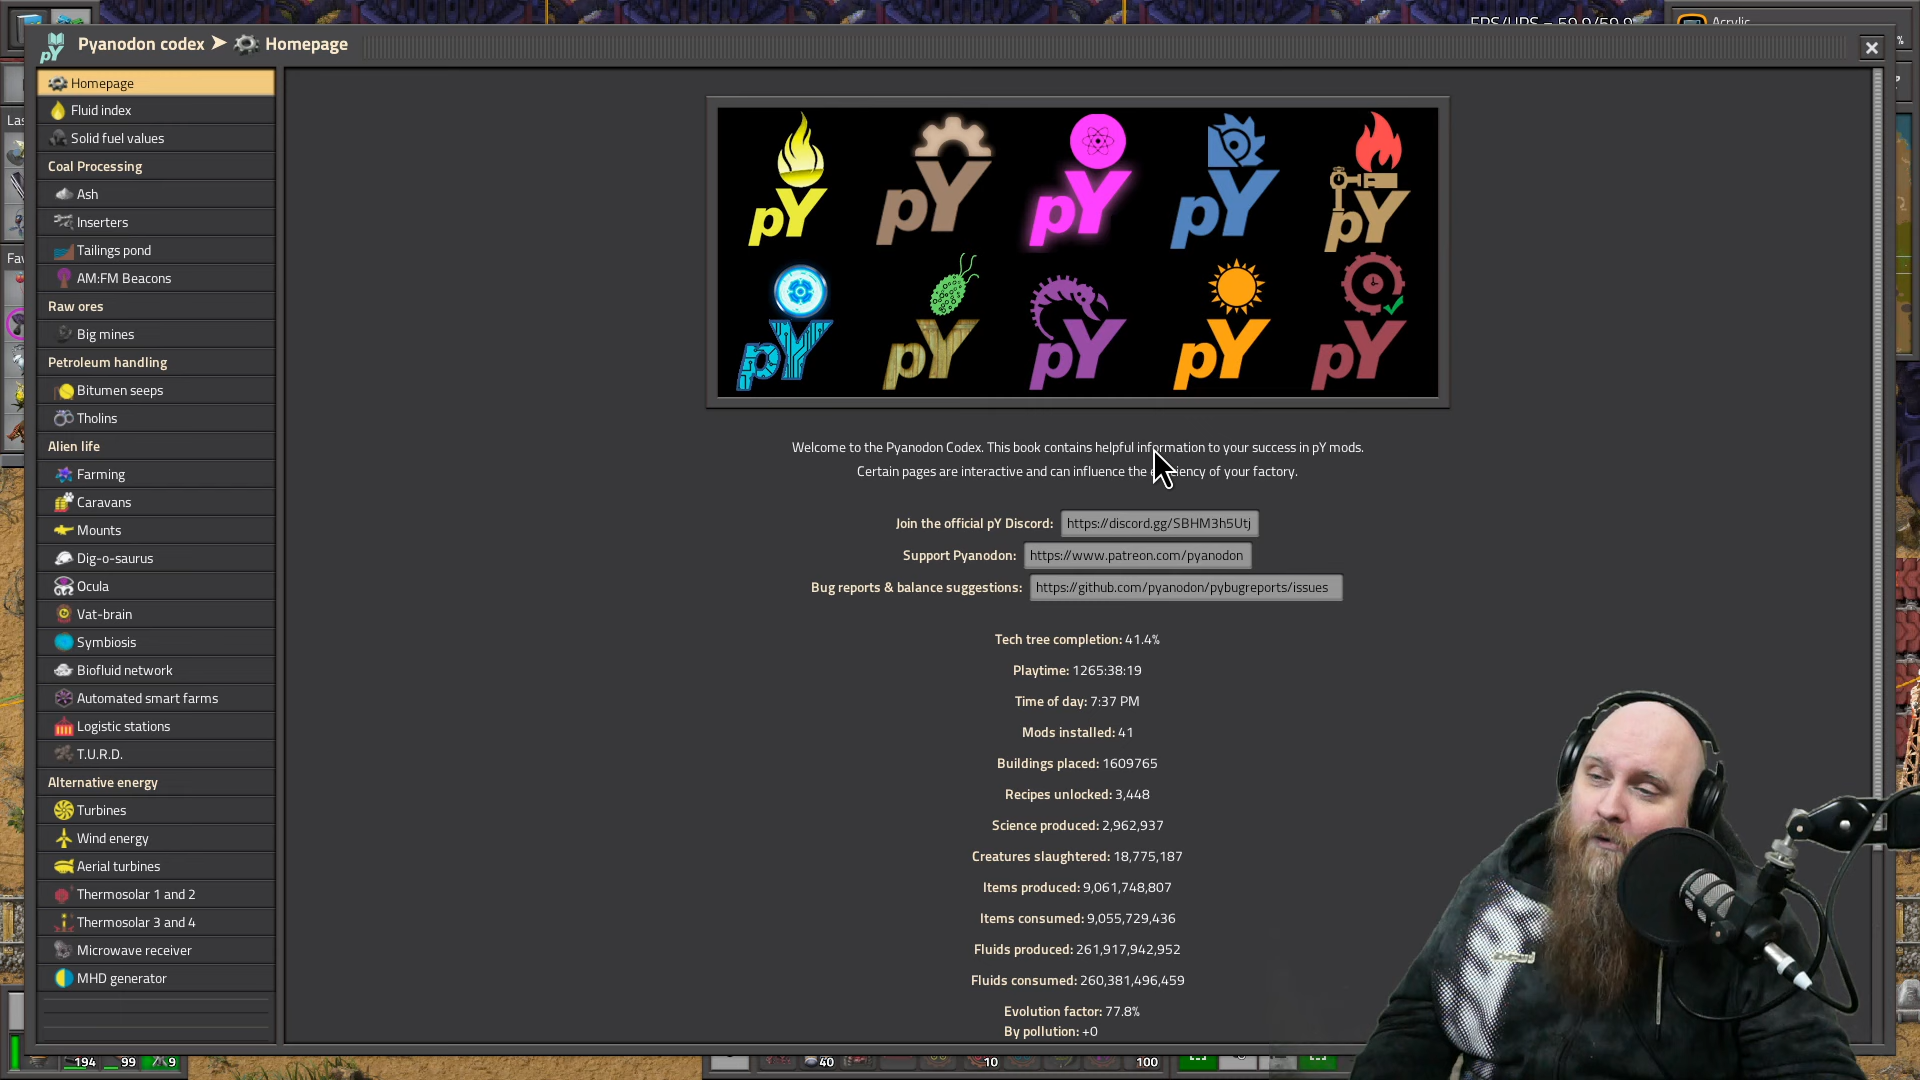 FPS/UPS = 59.9/59.9
Acrylic
Pyanodon codex
Homepage
Homepage
Fluid index
Solid fuel values
Coal Processing
Ash
Inserters
Tailings pond
AM:FM Beacons
Raw ores
Big mines
Petroleum handling
Bitumen seeps
Tholins
Alien life
Farming
Caravans
Mounts
Dig-o-saurus
Ocula
Vat-brain
Symbiosis
Biofluid network
Automated smart farms
Logistic stations
T.U.R.D.
Alternative energy
Turbines
Wind energy
Aerial turbines
Thermosolar 1 and 2
Thermosolar 3 and 4
Microwave receiver
MHD generator
pY pY pY pY pY
pY pY pY pY pY
Welcome to the Pyanodon Codex. This book contains helpful information to your success in pY mods.
Certain pages are interactive and can influence the of your factory.
Join the official pY Discord: https://discord.gg/SBHM3h5Utj
Support Pyanodon: https://www.patreon.com/pyanodon
Bug reports & balance suggestions: https://github.com/pyanodon/pybugreports/issues
Tech tree completion: 41.4%
Playtime: 1265:38:19
Time of day: 7:37 PM
Mods installed: 41
Buildings placed: 1609765
Recipes unlocked: 3,448
Science produced: 2,962,937
Creatures slaughtered: 18,775,187
Items produced: 9,061,748,807
Items consumed: 9,055,729,436
Fluids produced: 261,917,942,952
Fluids consumed: 260,381,496,459
Evolution factor: 77.8%
By pollution: +0
194 99 9 40 10 100